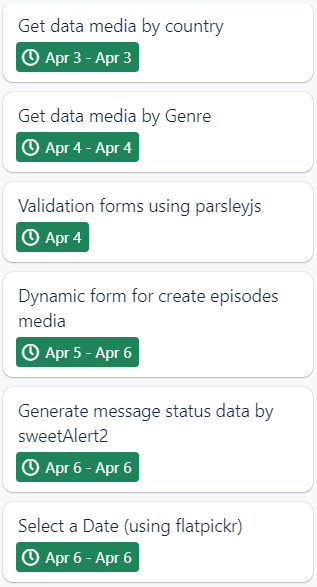 Get data media by country
Apr 3 - Apr 3
Get data media by Genre
Apr 4 - Apr 4
Validation forms using parsleyjs
Apr 4
Dynamic form for create episodes
media
Apr 5 - Apr 6
Generate message status data by
sweetAlert2
Apr 6 - Apr 6
Select a Date (using flatpickr)
Apr 6 - Apr 6